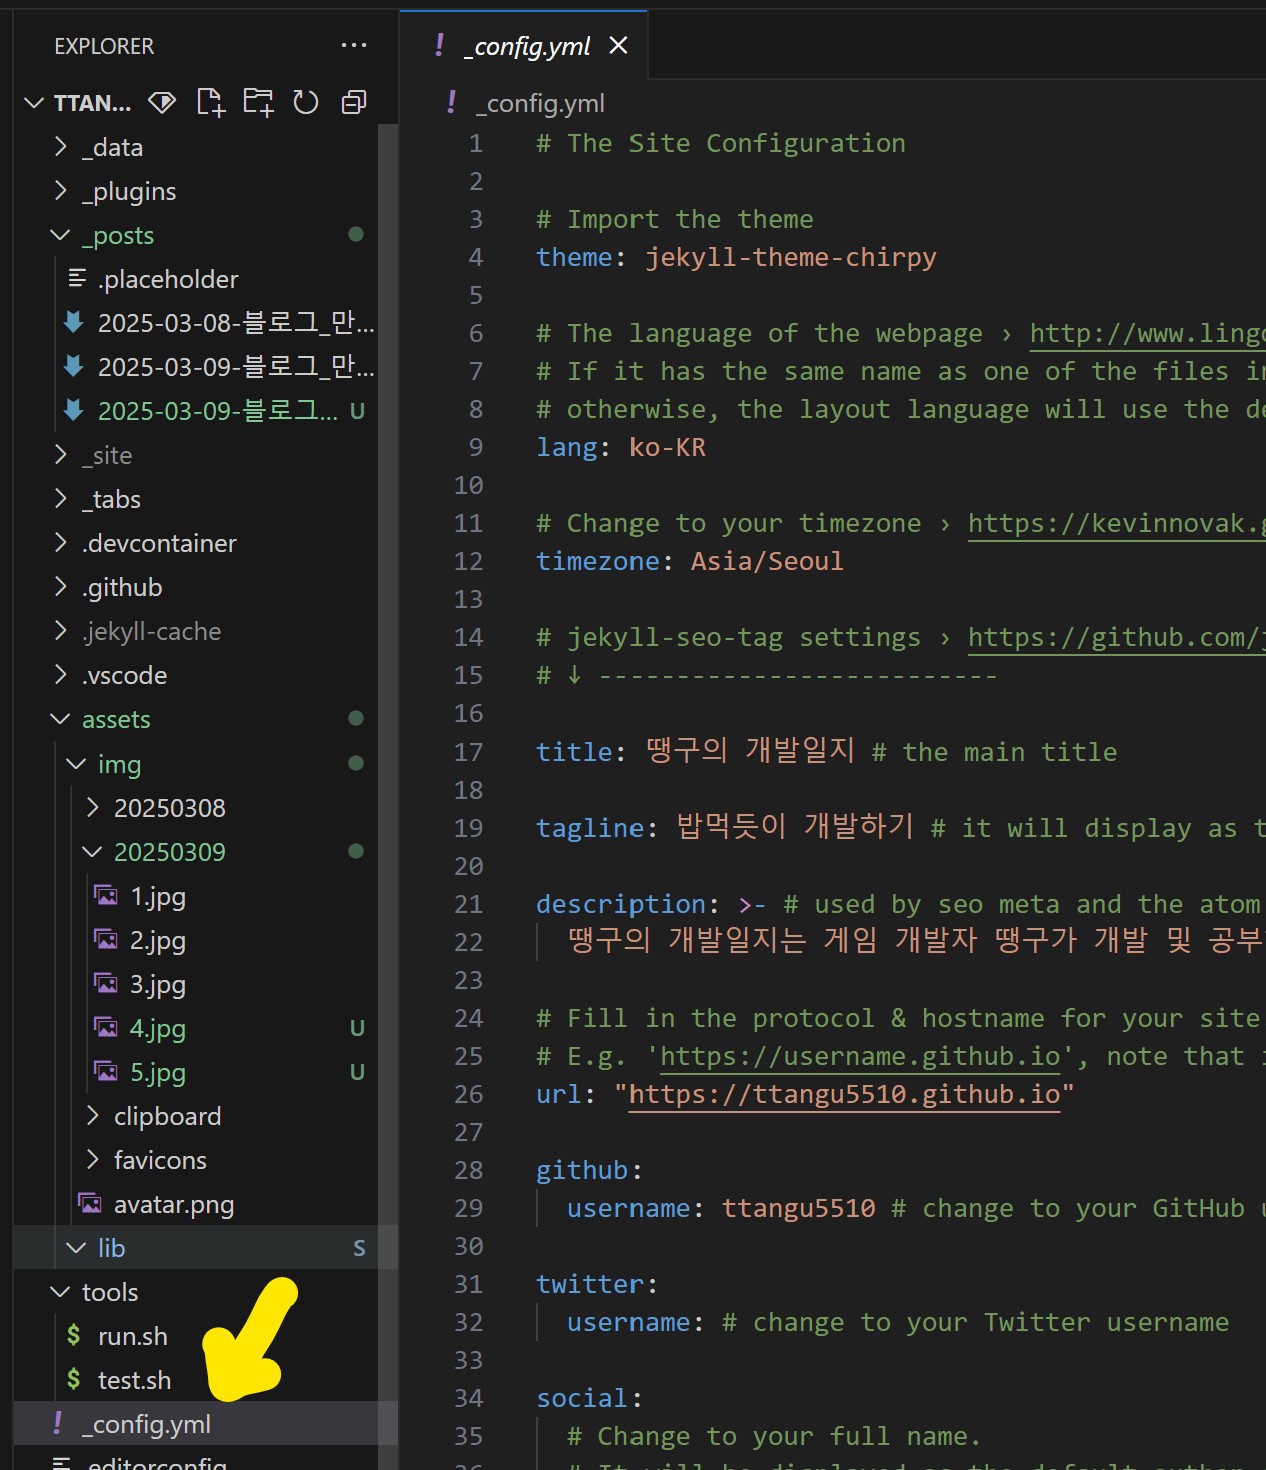 EXPLORER
TTAN...
_data
_plugins
_posts
.placeholder
2025-03-08-블로그_만...
2025-03-09-블로그_만...
2025-03-09-블로그... U
_site
_tabs
.devcontainer
.github
.jekyll-cache
.vscode
assets
img
20250308
20250309
1.jpg
2.jpg
3.jpg
4.jpg U
5.jpg U
clipboard
favicons
avatar.png
lib S
tools
$ run.sh
$ test.sh
! _config.yml
.editorconfig
! _config.yml
! _config.yml
1 # The Site Configuration
2
3 # Import the theme
4 theme: jekyll-theme-chirpy
5
6 # The language of the webpage › http://www.ling
7 # If it has the same name as one of the files in
8 # otherwise, the layout language will use the de
9 lang: ko-KR
10
11 # Change to your timezone › https://kevinnovak.g
12 timezone: Asia/Seoul
13
14 # jekyll-seo-tag settings › https://github.com/j
15 # ↓ --------------------------
16
17 title: 땡구의 개발일지 # the main title
18
19 tagline: 밥먹듯이 개발하기 # it will display as t
20
21 description: >- # used by seo meta and the atom
22 땡구의 개발일지는 게임 개발자 땡구가 개발 및 공부
23
24 # Fill in the protocol & hostname for your site
25 # E.g. 'https://username.github.io', note that i
26 url: "https://ttangu5510.github.io"
27
28 github:
29 username: ttangu5510 # change to your GitHub u
30
31 twitter:
32 username: # change to your Twitter username
33
34 social:
35 # Change to your full name.
36 # It will be displayed as the default author